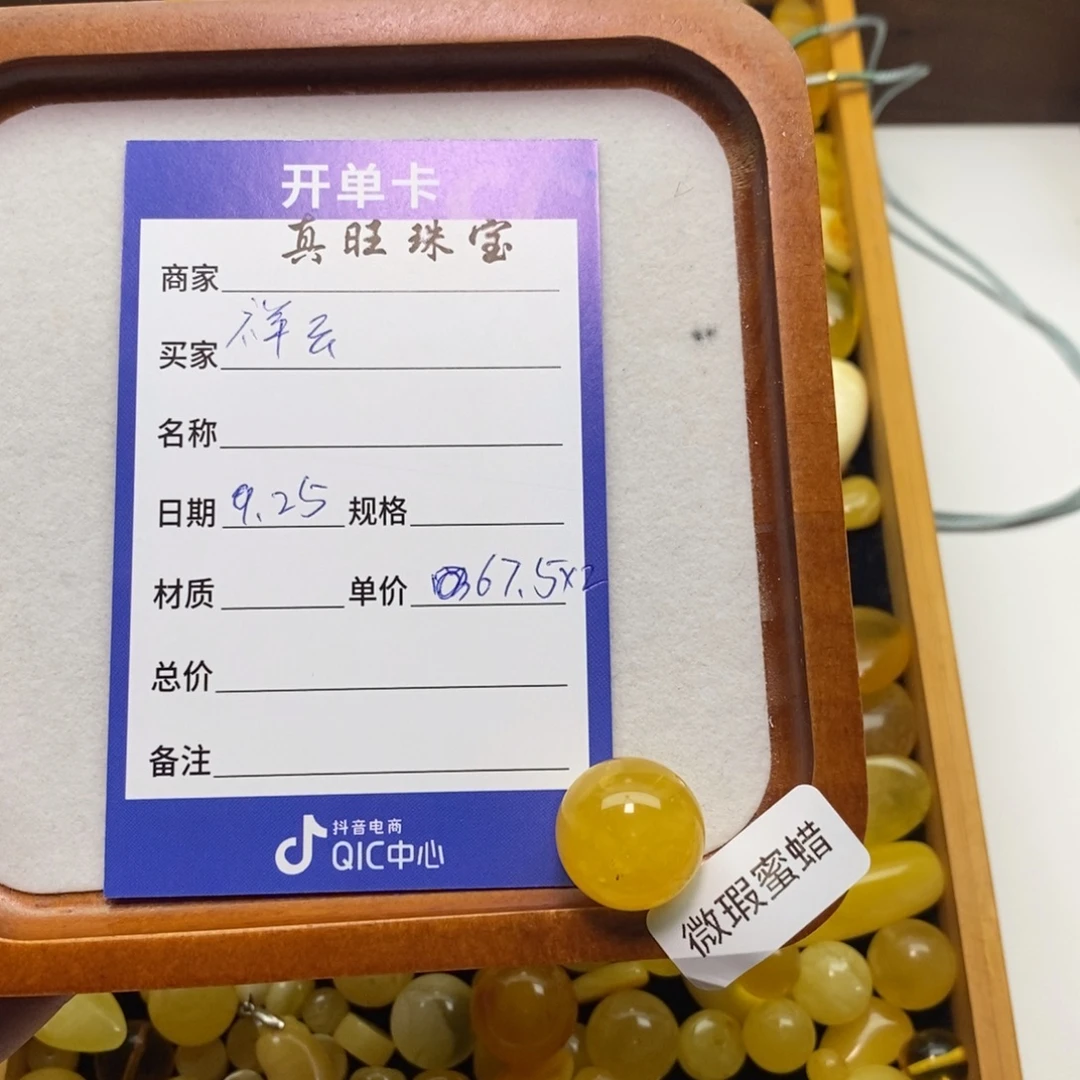 开单卡
商家 真旺珠宝
买家 祥云
名称
日期 9.25 规格
材质 单价 67.5x2
总价
备注
抖音电商
QIC中心
微瑕蜜蜡